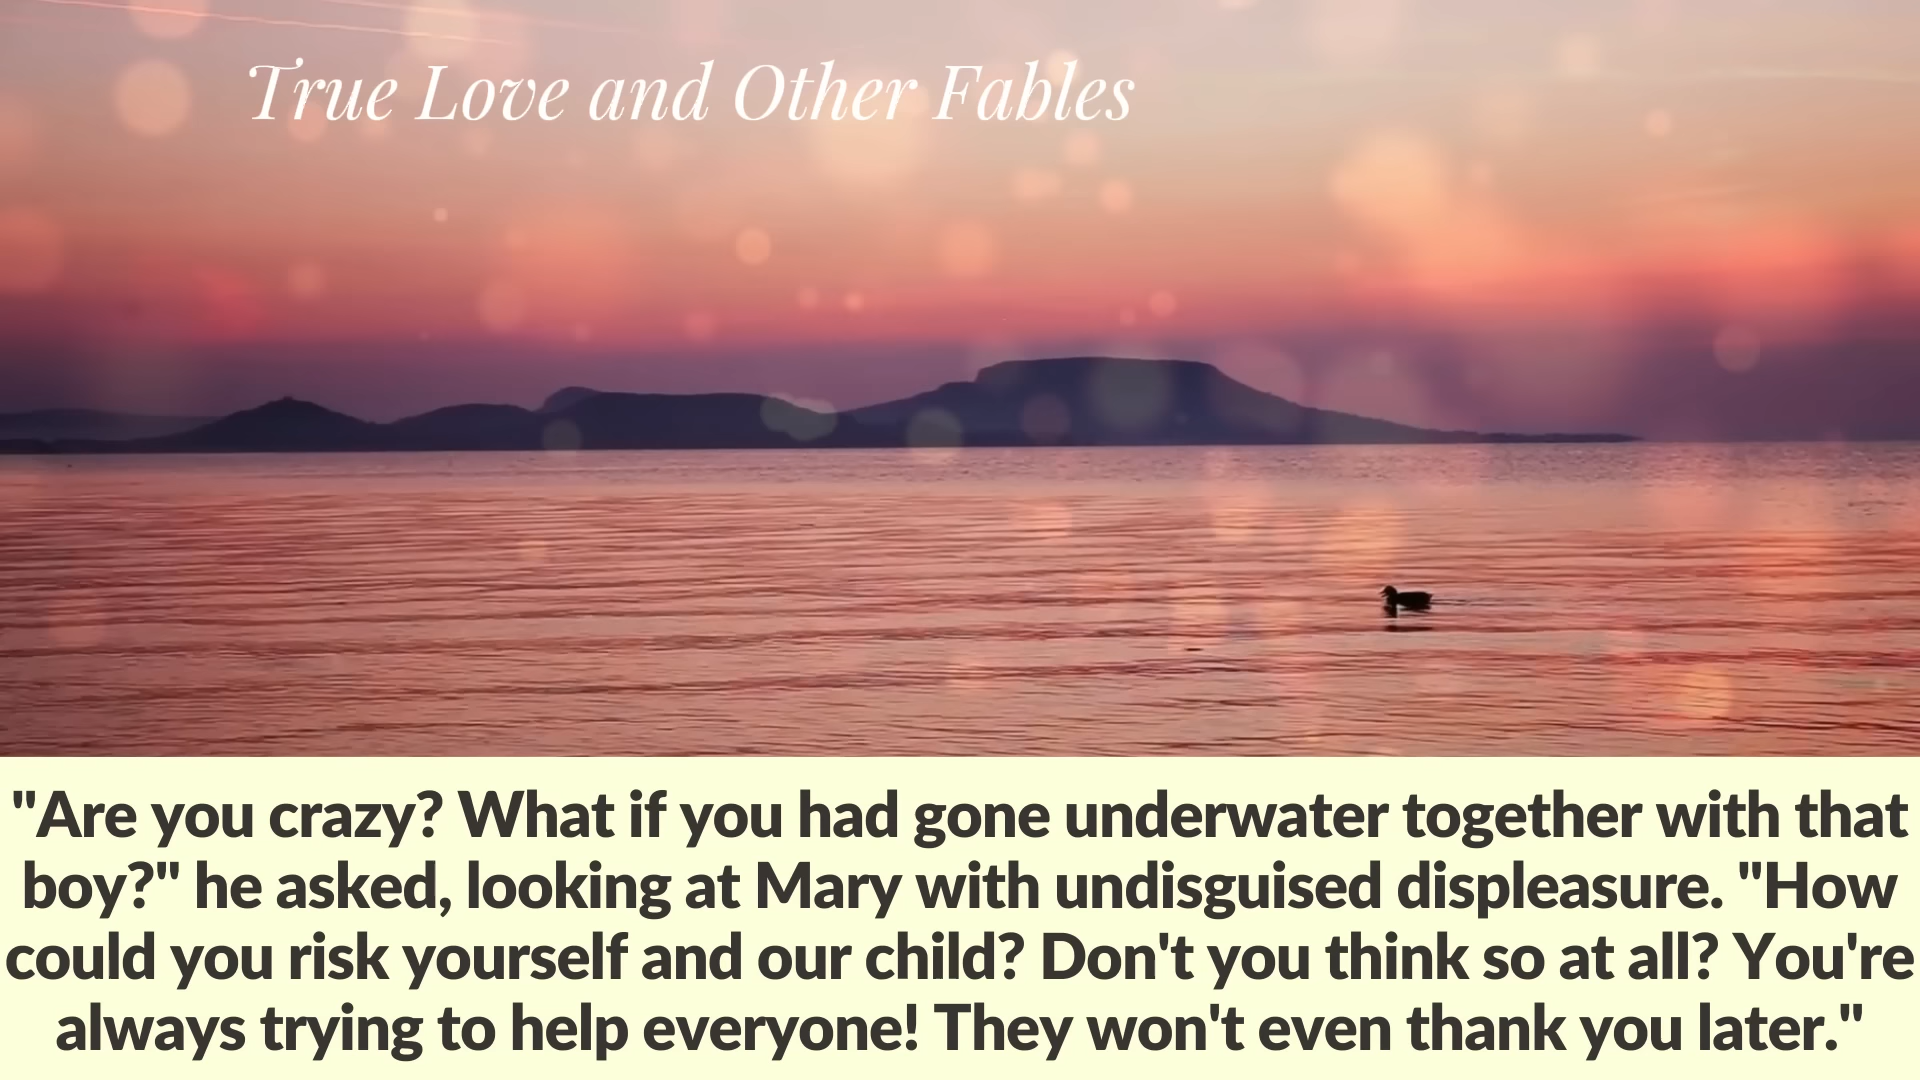 True Love and Other Fables
"Are you crazy? What if you had gone underwater together with that
boy?" he asked, looking at Mary with undisguised displeasure. "How
could you risk yourself and our child? Don't you think so at all? You're
always trying to help everyone! They won't even thank you later."